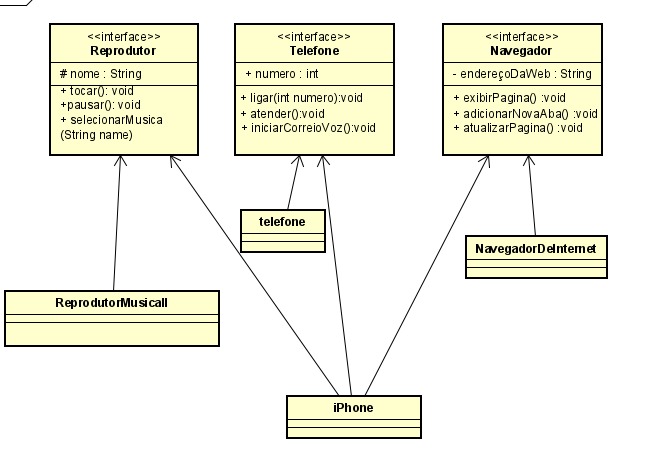 <<interface>>
Reprodutor
# nome : String
+ tocar(): void
+pausar(): void
+ selecionarMusica
(String name)
<<interface>>
Telefone
+ numero : int
+ ligar(int numero):void
+ atender(): void
+ iniciarCorreioVoz():void
<<interface>>
Navegador
- endereçoDaWeb : String
+ exibirPagina() :void
+ adicionarNovaAba() :void
+ atualizarPagina() :void
telefone
NavegadorDeInternet
ReprodutorMusicall
iPhone